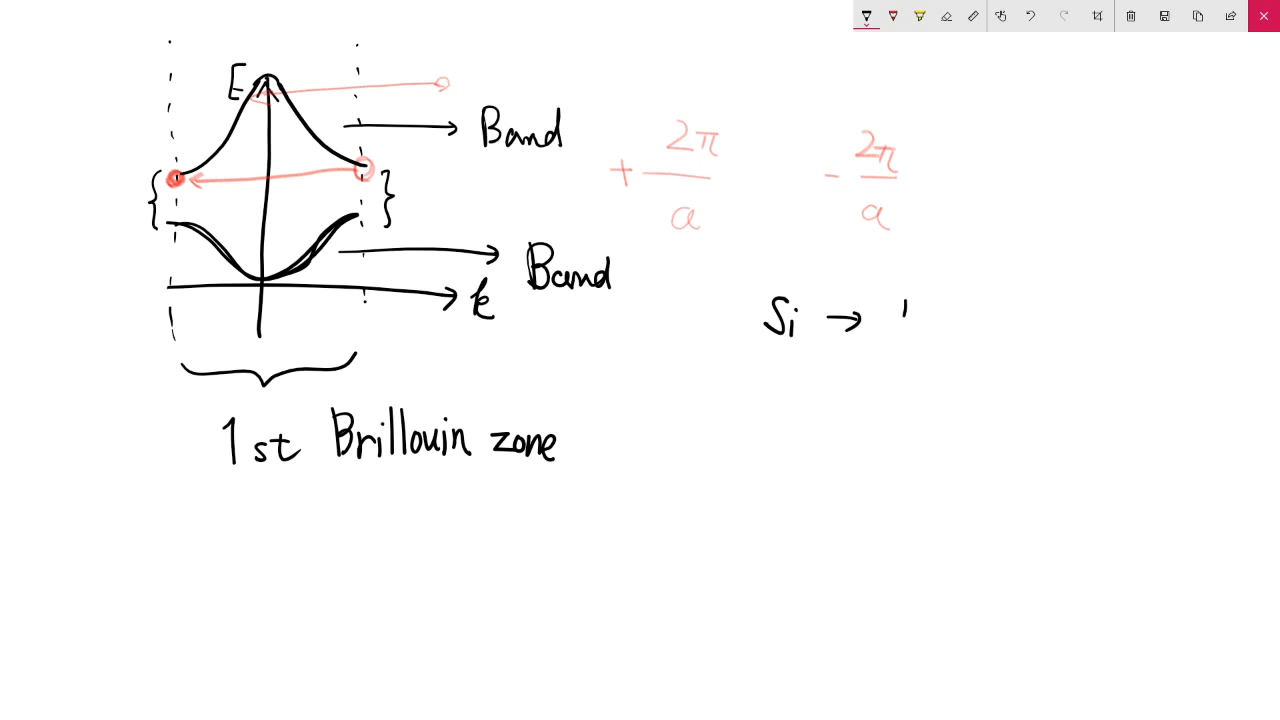 E
Band
+ 2π/a
- 2π/a
Band
k
Si →
1st Brillouin zone